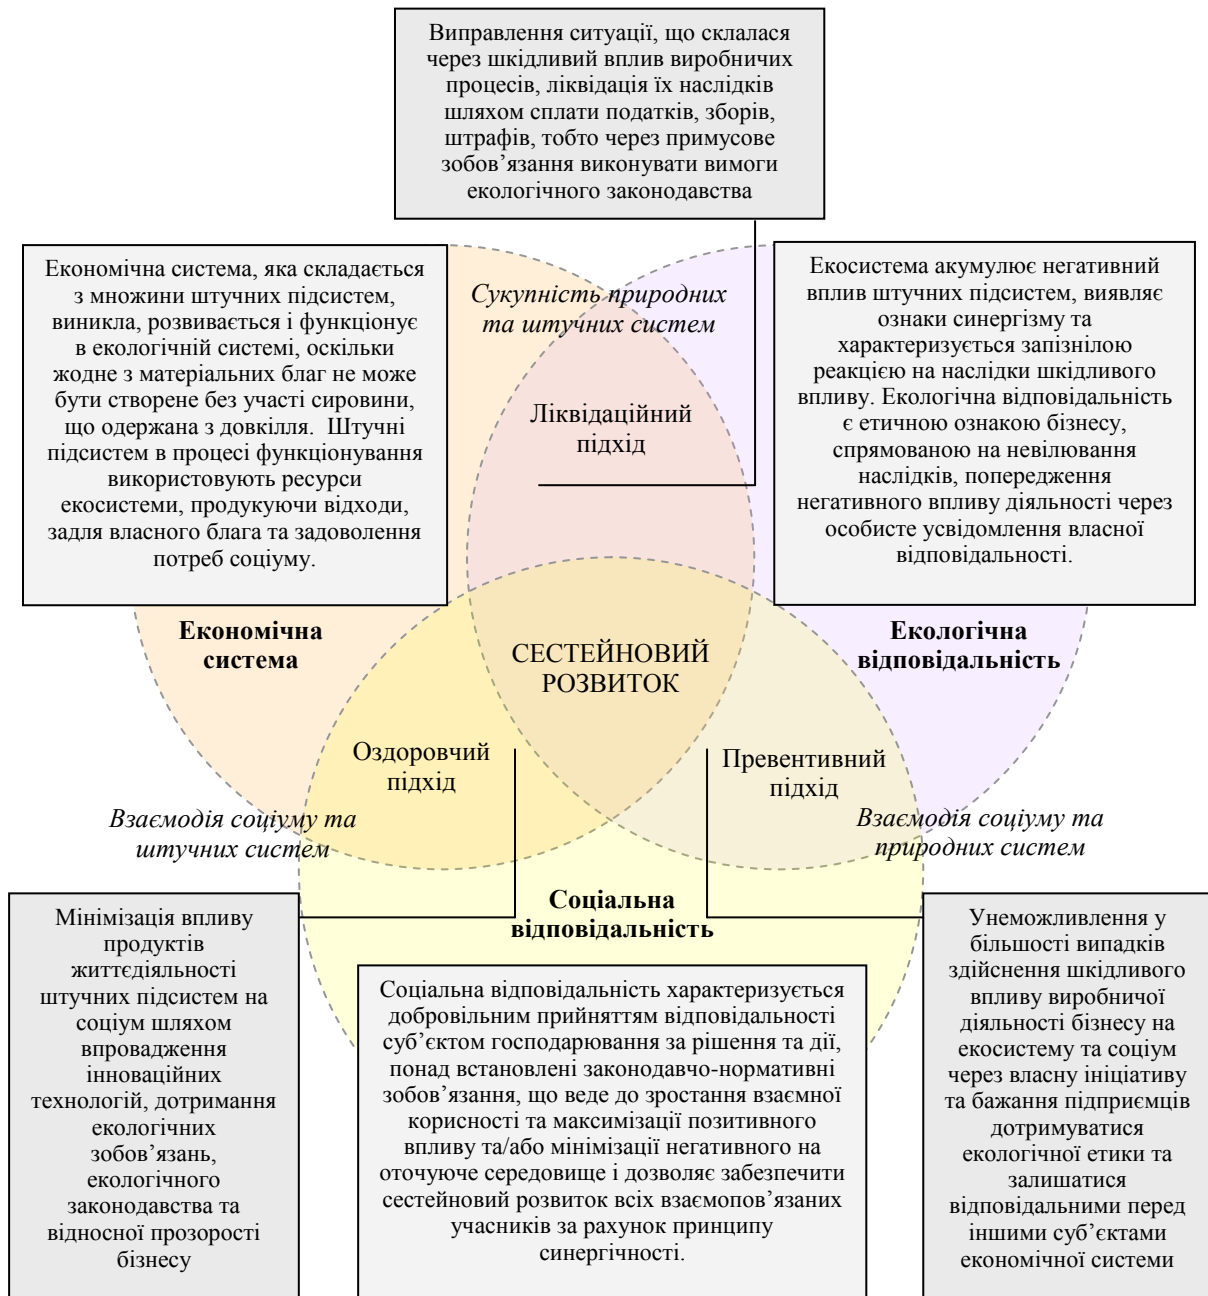 Виправлення ситуації, що склалася
через шкідливий вплив виробничих
процесів, ліквідація їх наслідків
шляхом сплати податків, зборів,
штрафів, тобто через примусове
зобов’язання виконувати вимоги
екологічного законодавства
Економічна система, яка складається
з множини штучних підсистем,
виникла, розвивається і функціонує
в екологічній системі, оскільки
жодне з матеріальних благ не може
бути створене без участі сировини,
що одержана з довкілля. Штучні
підсистем в процесі функціонування
використовують ресурси
екосистеми, продукуючи відходи,
задля власного блага та задоволення
потреб соціуму.
Сукупність природних
та штучних систем
Екосистема акумулює негативний
вплив штучних підсистем, виявляє
ознаки синергізму та
характеризується запізнілою
реакцією на наслідки шкідливого
впливу. Екологічна відповідальність
є етичною ознакою бізнесу,
спрямованою на невілювання
наслідків, попередження
негативного впливу діяльності через
особисте усвідомлення власної
відповідальності.
Ліквідаційний
підхід
Економічна
система
СЕСТЕЙНОВИЙ
РОЗВИТОК
Екологічна
відповідальність
Оздоровчий
підхід
Превентивний
підхід
Взаємодія соціуму та
штучних систем
Взаємодія соціуму та
природних систем
Соціальна
відповідальність
Мінімізація впливу
продуктів
життєдіяльності
штучних підсистем на
соціум шляхом
впровадження
інноваційних
технологій, дотримання
екологічних
зобов’язань,
екологічного
законодавства та
відносної прозорості
бізнесу
Соціальна відповідальність характеризується
добровільним прийняттям відповідальності
суб’єктом господарювання за рішення та дії,
понад встановлені законодавчо-нормативні
зобов’язання, що веде до зростання взаємної
корисності та максимізації позитивного
впливу та/або мінімізації негативного на
оточуюче середовище і дозволяє забезпечити
сестейновий розвиток всіх взаємопов’язаних
учасників за рахунок принципу
синергічності.
Унеможливлення у
більшості випадків
здійснення шкідливого
впливу виробничої
діяльності бізнесу на
екосистему та соціум
через власну ініціативу
та бажання підприємців
дотримуватися
екологічної етики та
залишатися
відповідальними перед
іншими суб’єктами
економічної системи